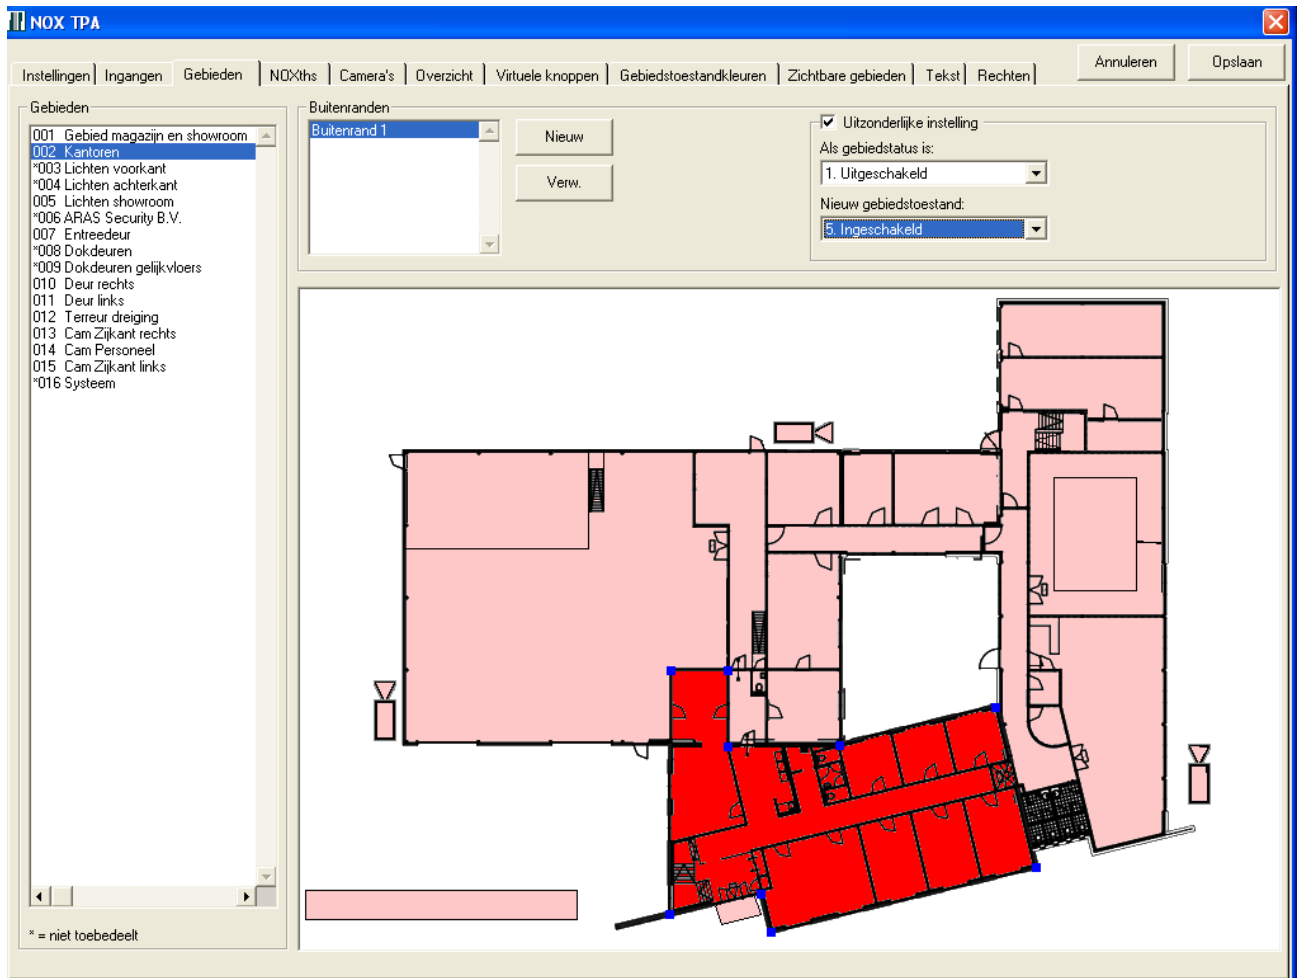 NOX TPA
Annuleren
Opslaan
Instellingen
Ingangen
Gebieden
NOXths
Camera's
Overzicht
Virtuele knoppen
Gebiedstoestandkleuren
Zichtbare gebieden
Tekst
Rechten
Gebieden
001 Gebied magazijn en showroom
002 Kantoren
*003 Lichten voorkant
*004 Lichten achterkant
005 Lichten showroom
*006 ARAS Security B.V.
007 Entreedeur
*008 Dokdeuren
*009 Dokdeuren gelijkvloers
010 Deur rechts
011 Deur links
012 Terreur dreiging
013 Cam Zijkant rechts
014 Cam Personeel
015 Cam Zijkant links
*016 Systeem
* = niet toebedeelt
Buitenranden
Buitenrand 1
Nieuw
Verw.
Uitzonderlijke instelling
Als gebiedstatus is:
1. Uitgeschakeld
Nieuw gebiedstoestand:
5. Ingeschakeld